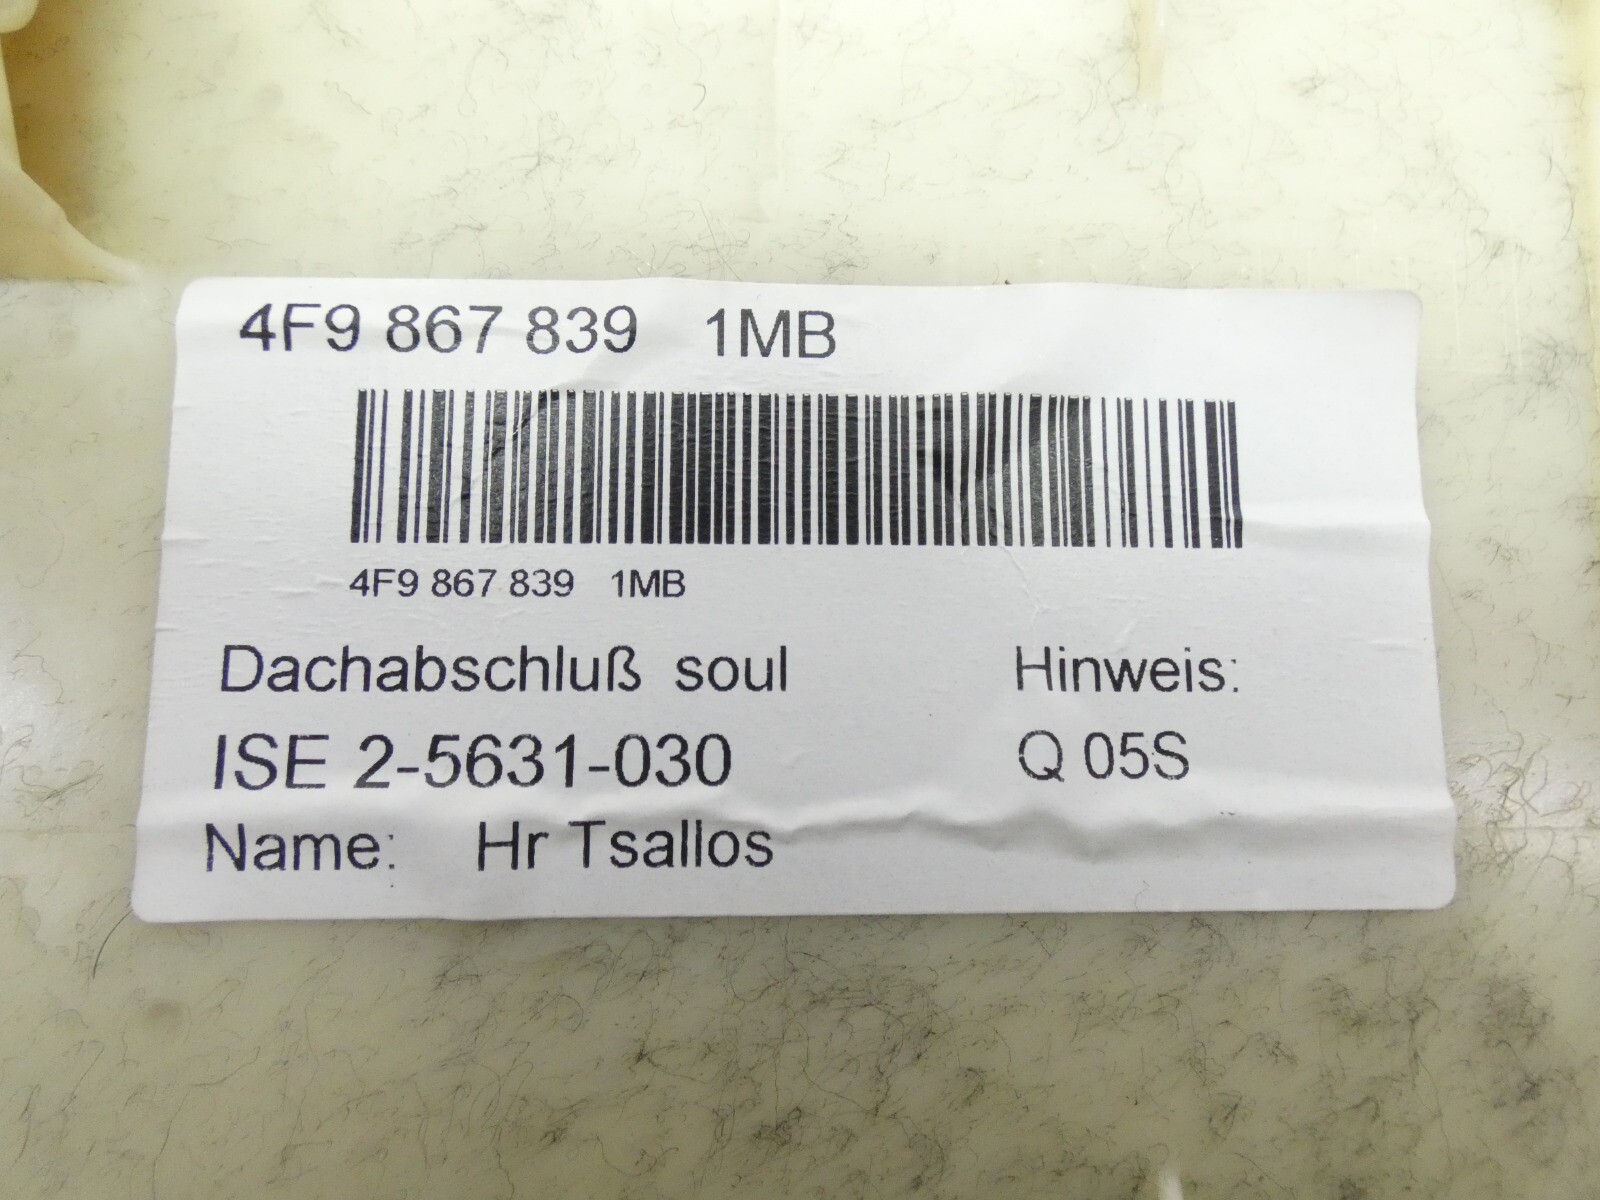 4F9 867 839 1MB
4F9 867 839 1MB
Dachabschluß soul Hinweis:
ISE 2-5631-030 Q 05S
Name: Hr Tsallos